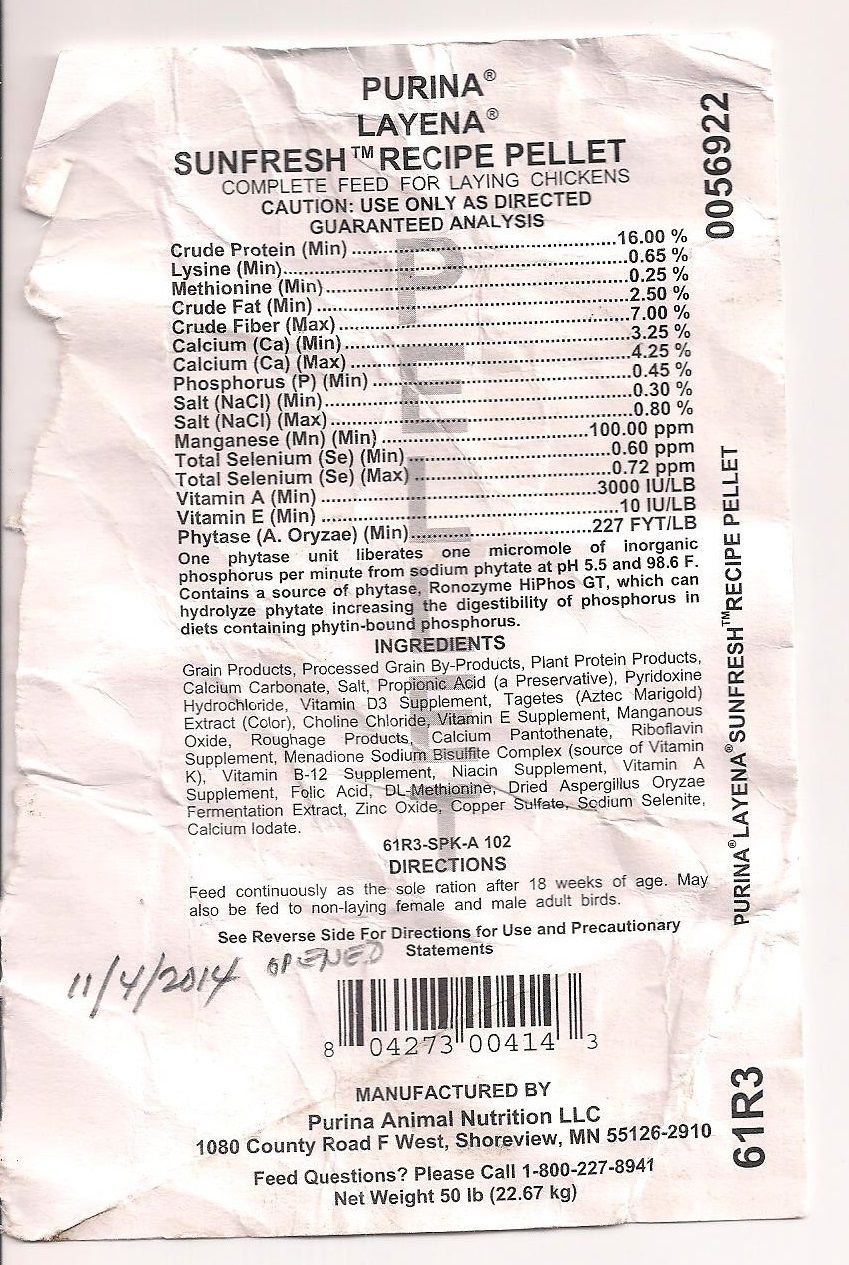 PURINA®
LAYENA®
SUNFRESH™ RECIPE PELLET
COMPLETE FEED FOR LAYING CHICKENS
CAUTION: USE ONLY AS DIRECTED
GUARANTEED ANALYSIS
Crude Protein (Min) ........................................16.00 %
Lysine (Min)....................................................0.65 %
Methionine (Min)..............................................0.25 %
Crude Fat (Min) ...............................................2.50 %
Crude Fiber (Max)............................................7.00 %
Calcium (Ca) (Min)...........................................3.25 %
Calcium (Ca) (Max) ..........................................4.25 %
Phosphorus (P) (Min) .......................................0.45 %
Salt (NaCl) (Min)..............................................0.30 %
Salt (NaCl) (Max).............................................0.80 %
Manganese (Mn) (Min) ...............................100.00 ppm
Total Selenium (Se) (Min)..............................0.60 ppm
Total Selenium (Se) (Max) .............................0.72 ppm
Vitamin A (Min) ..........................................3000 IU/LB
Vitamin E (Min) .............................................10 IU/LB
Phytase (A. Oryzae) (Min)...........................227 FYT/LB
One phytase unit liberates one micromole of inorganic
phosphorus per minute from sodium phytate at pH 5.5 and 98.6 F.
Contains a source of phytase, Ronozyme HiPhos GT, which can
hydrolyze phytate increasing the digestibility of phosphorus in
diets containing phytin-bound phosphorus.
INGREDIENTS
Grain Products, Processed Grain By-Products, Plant Protein Products,
Calcium Carbonate, Salt, Propionic Acid (a Preservative), Pyridoxine
Hydrochloride, Vitamin D3 Supplement, Tagetes (Aztec Marigold)
Extract (Color), Choline Chloride, Vitamin E Supplement, Manganous
Oxide, Roughage Products, Calcium Pantothenate, Riboflavin
Supplement, Menadione Sodium Bisulfite Complex (source of Vitamin
K), Vitamin B-12 Supplement, Niacin Supplement, Vitamin A
Supplement, Folic Acid, DL-Methionine, Dried Aspergillus Oryzae
Fermentation Extract, Zinc Oxide, Copper Sulfate, Sodium Selenite,
Calcium Iodate.
61R3-SPK-A 102
DIRECTIONS
Feed continuously as the sole ration after 18 weeks of age. May
also be fed to non-laying female and male adult birds.
See Reverse Side For Directions for Use and Precautionary
Statements
11/4/2014 OPENED
8 04273 00414 3
MANUFACTURED BY
Purina Animal Nutrition LLC
1080 County Road F West, Shoreview, MN 55126-2910
Feed Questions? Please Call 1-800-227-8941
Net Weight 50 lb (22.67 kg)
PELLET
0056922
PURINA® LAYENA® SUNFRESH™ RECIPE PELLET
61R3